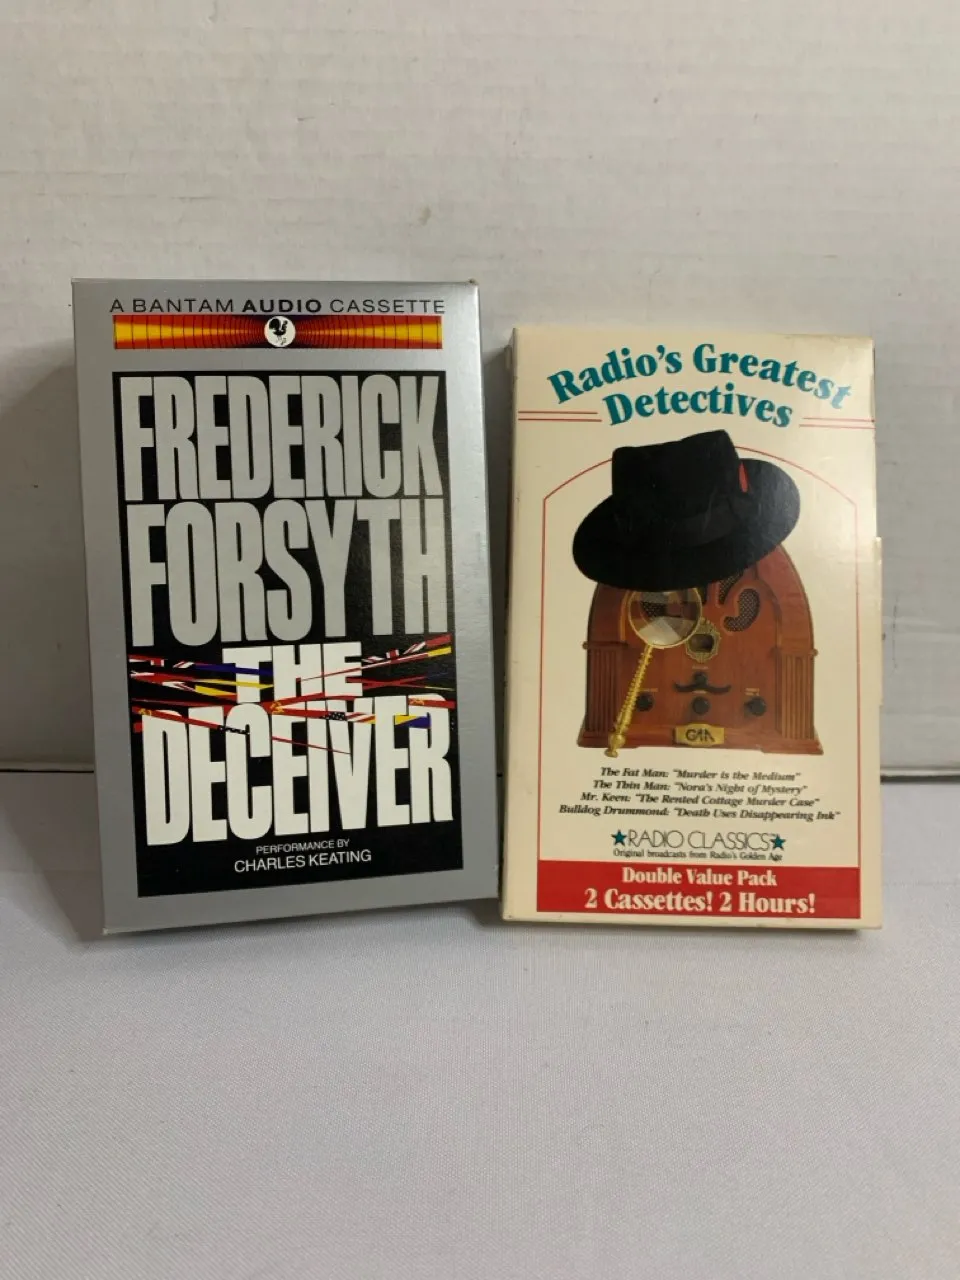 A BANTAM AUDIO CASSETTE
FREDERICK
FORSYTH
THE
DECEIVER
PERFORMANCE BY
CHARLES KEATING
Radio's Greatest
Detectives
The Fat Man: "Murder is the Medium"
The Thin Man: "Nora's Night of Mystery"
Mr. Keen: "The Rented Cottage Murder Case"
Bulldog Drummond: "Death Uses Disappearing Ink"
RADIO CLASSICS
Original broadcasts from Radio's Golden Age
Double Value Pack
2 Cassettes! 2 Hours!